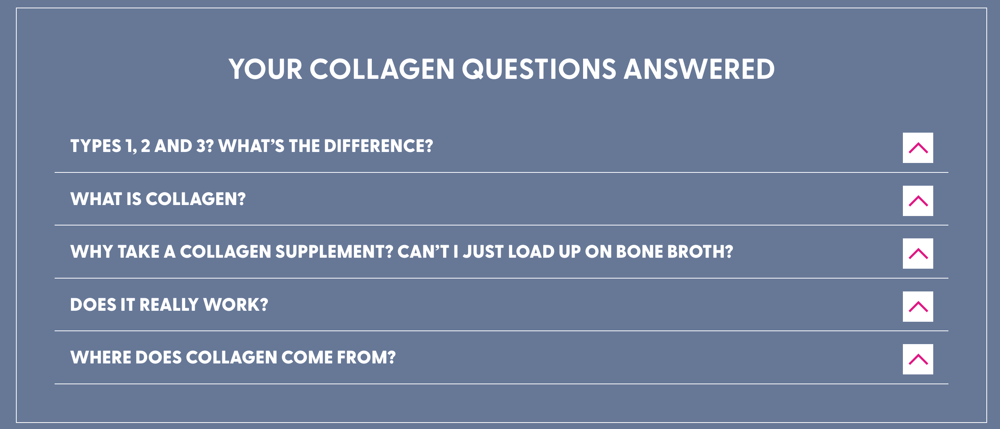 YOUR COLLAGEN QUESTIONS ANSWERED
TYPES 1, 2 AND 3? WHAT’S THE DIFFERENCE?
WHAT IS COLLAGEN?
WHY TAKE A COLLAGEN SUPPLEMENT? CAN’T I JUST LOAD UP ON BONE BROTH?
DOES IT REALLY WORK?
WHERE DOES COLLAGEN COME FROM?